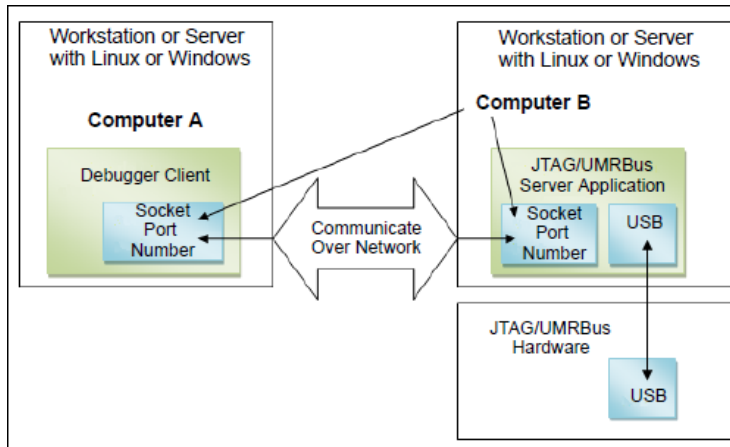 Workstation or Server
with Linux or Windows
Computer A
Debugger Client
Socket
Port
Number
Communicate
Over Network
Workstation or Server
with Linux or Windows
Computer B
JTAG/UMRBus
Server Application
Socket
Port
Number
USB
JTAG/UMRBus
Hardware
USB